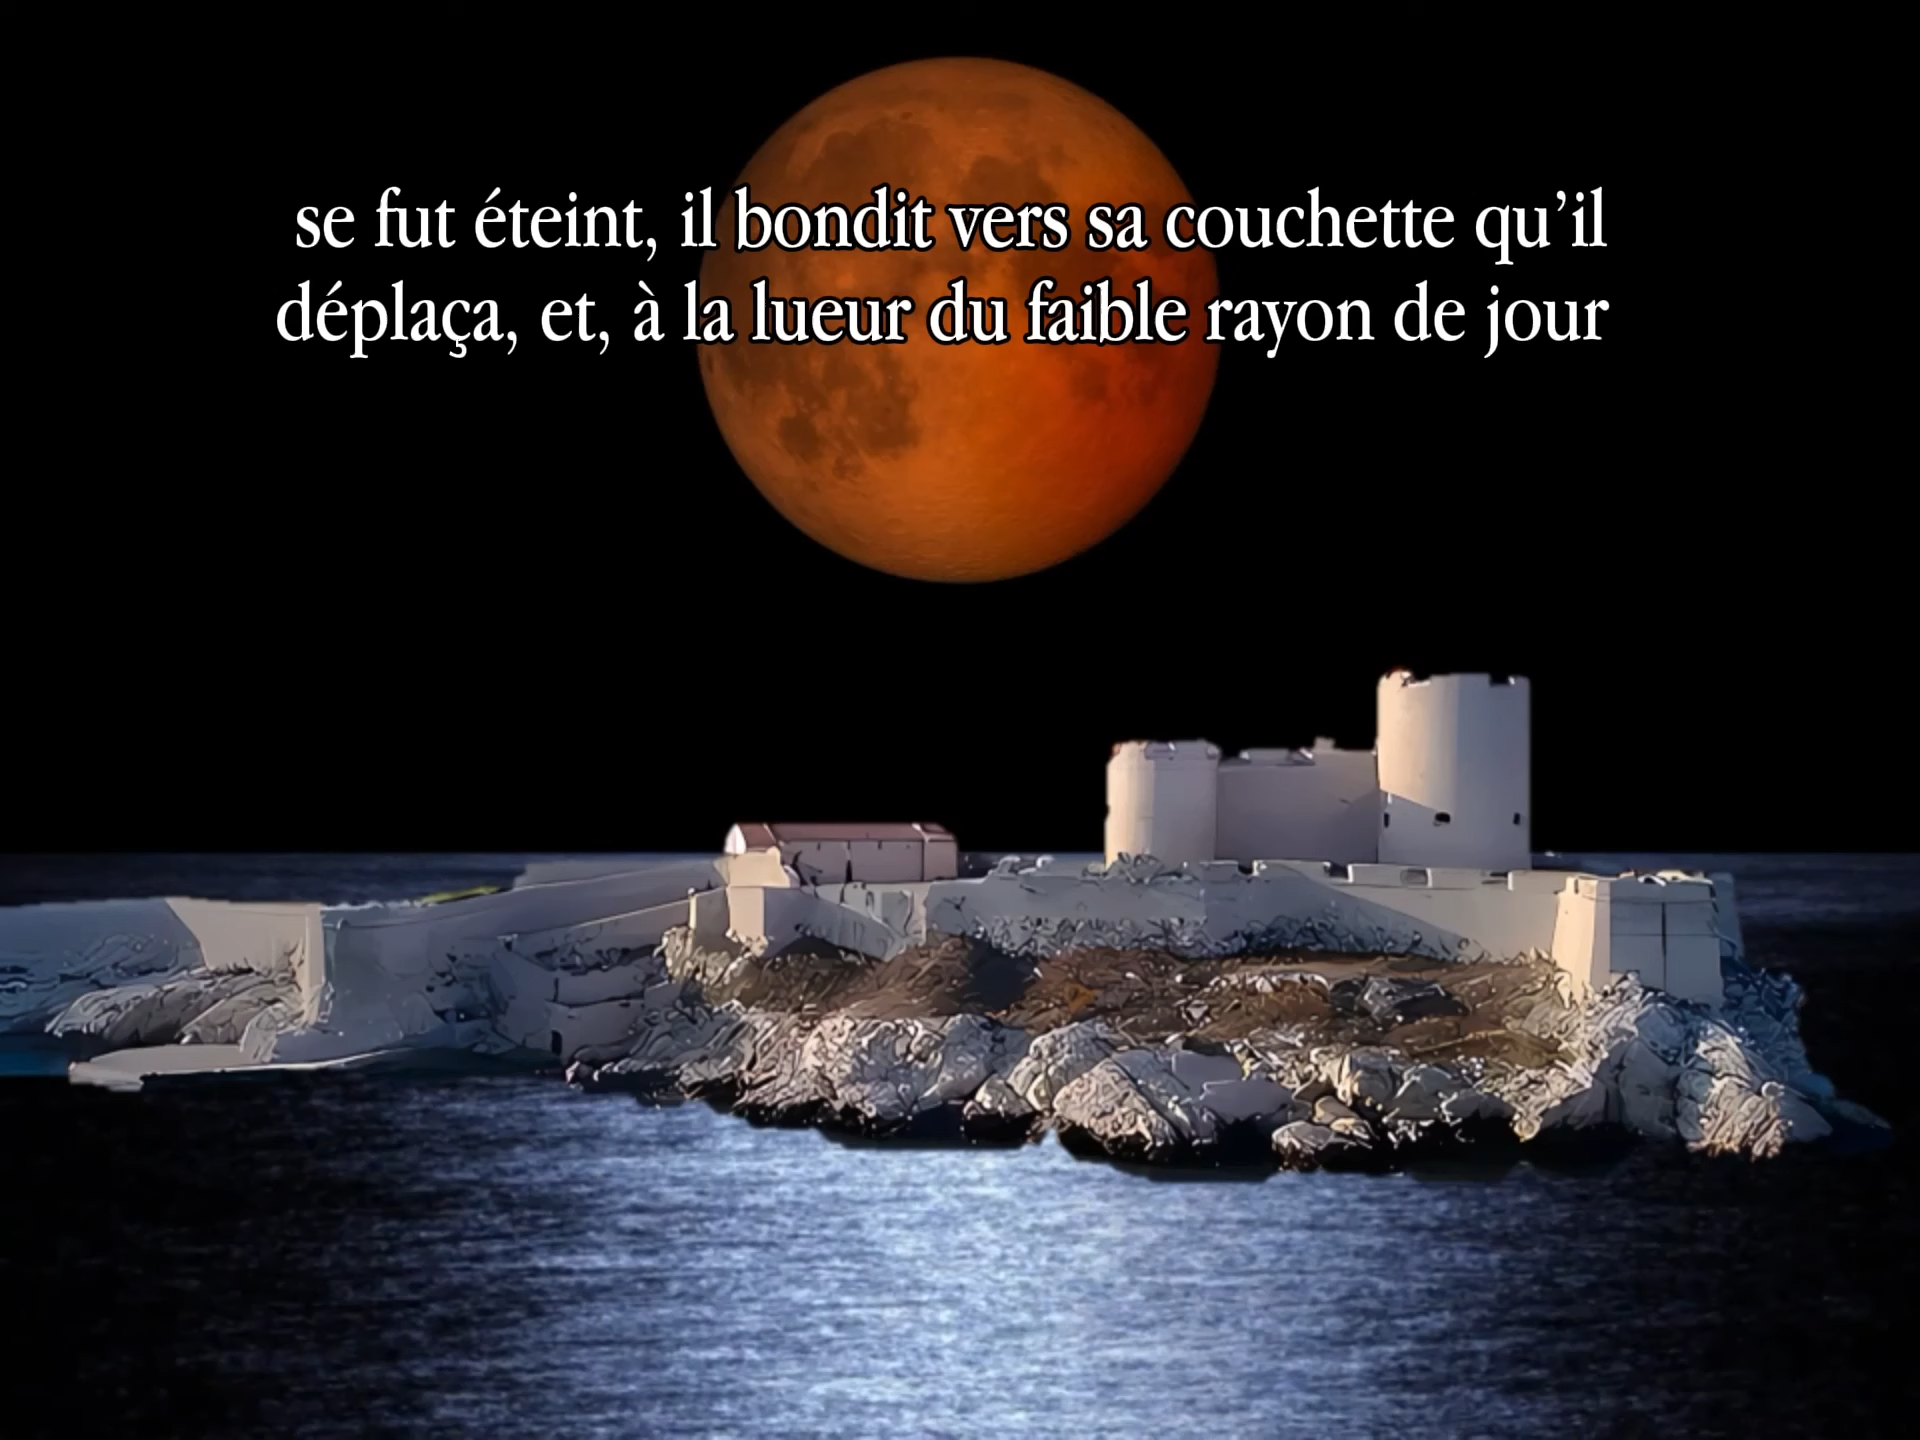 se fut éteint, il bondit vers sa couchette qu’il
déplaça, et, à la lueur du faible rayon de jour